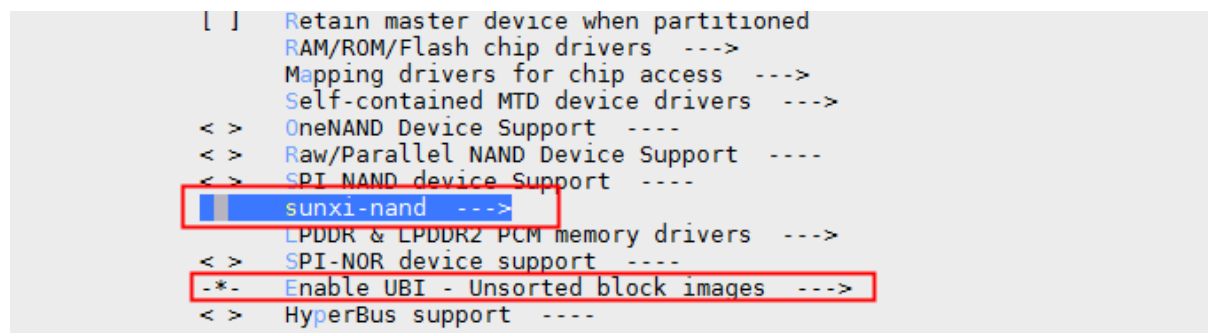 [ ] Retain master device when partitioned
RAM/ROM/Flash chip drivers --->
Mapping drivers for chip access --->
Self-contained MTD device drivers --->
< > OneNAND Device Support ----
< > Raw/Parallel NAND Device Support ----
< > SPI NAND device Support ----
sunxi-nand --->
LPDDR & LPDDR2 PCM memory drivers --->
< > SPI-NOR device support ----
-*- Enable UBI - Unsorted block images --->
< > HyperBus support ----